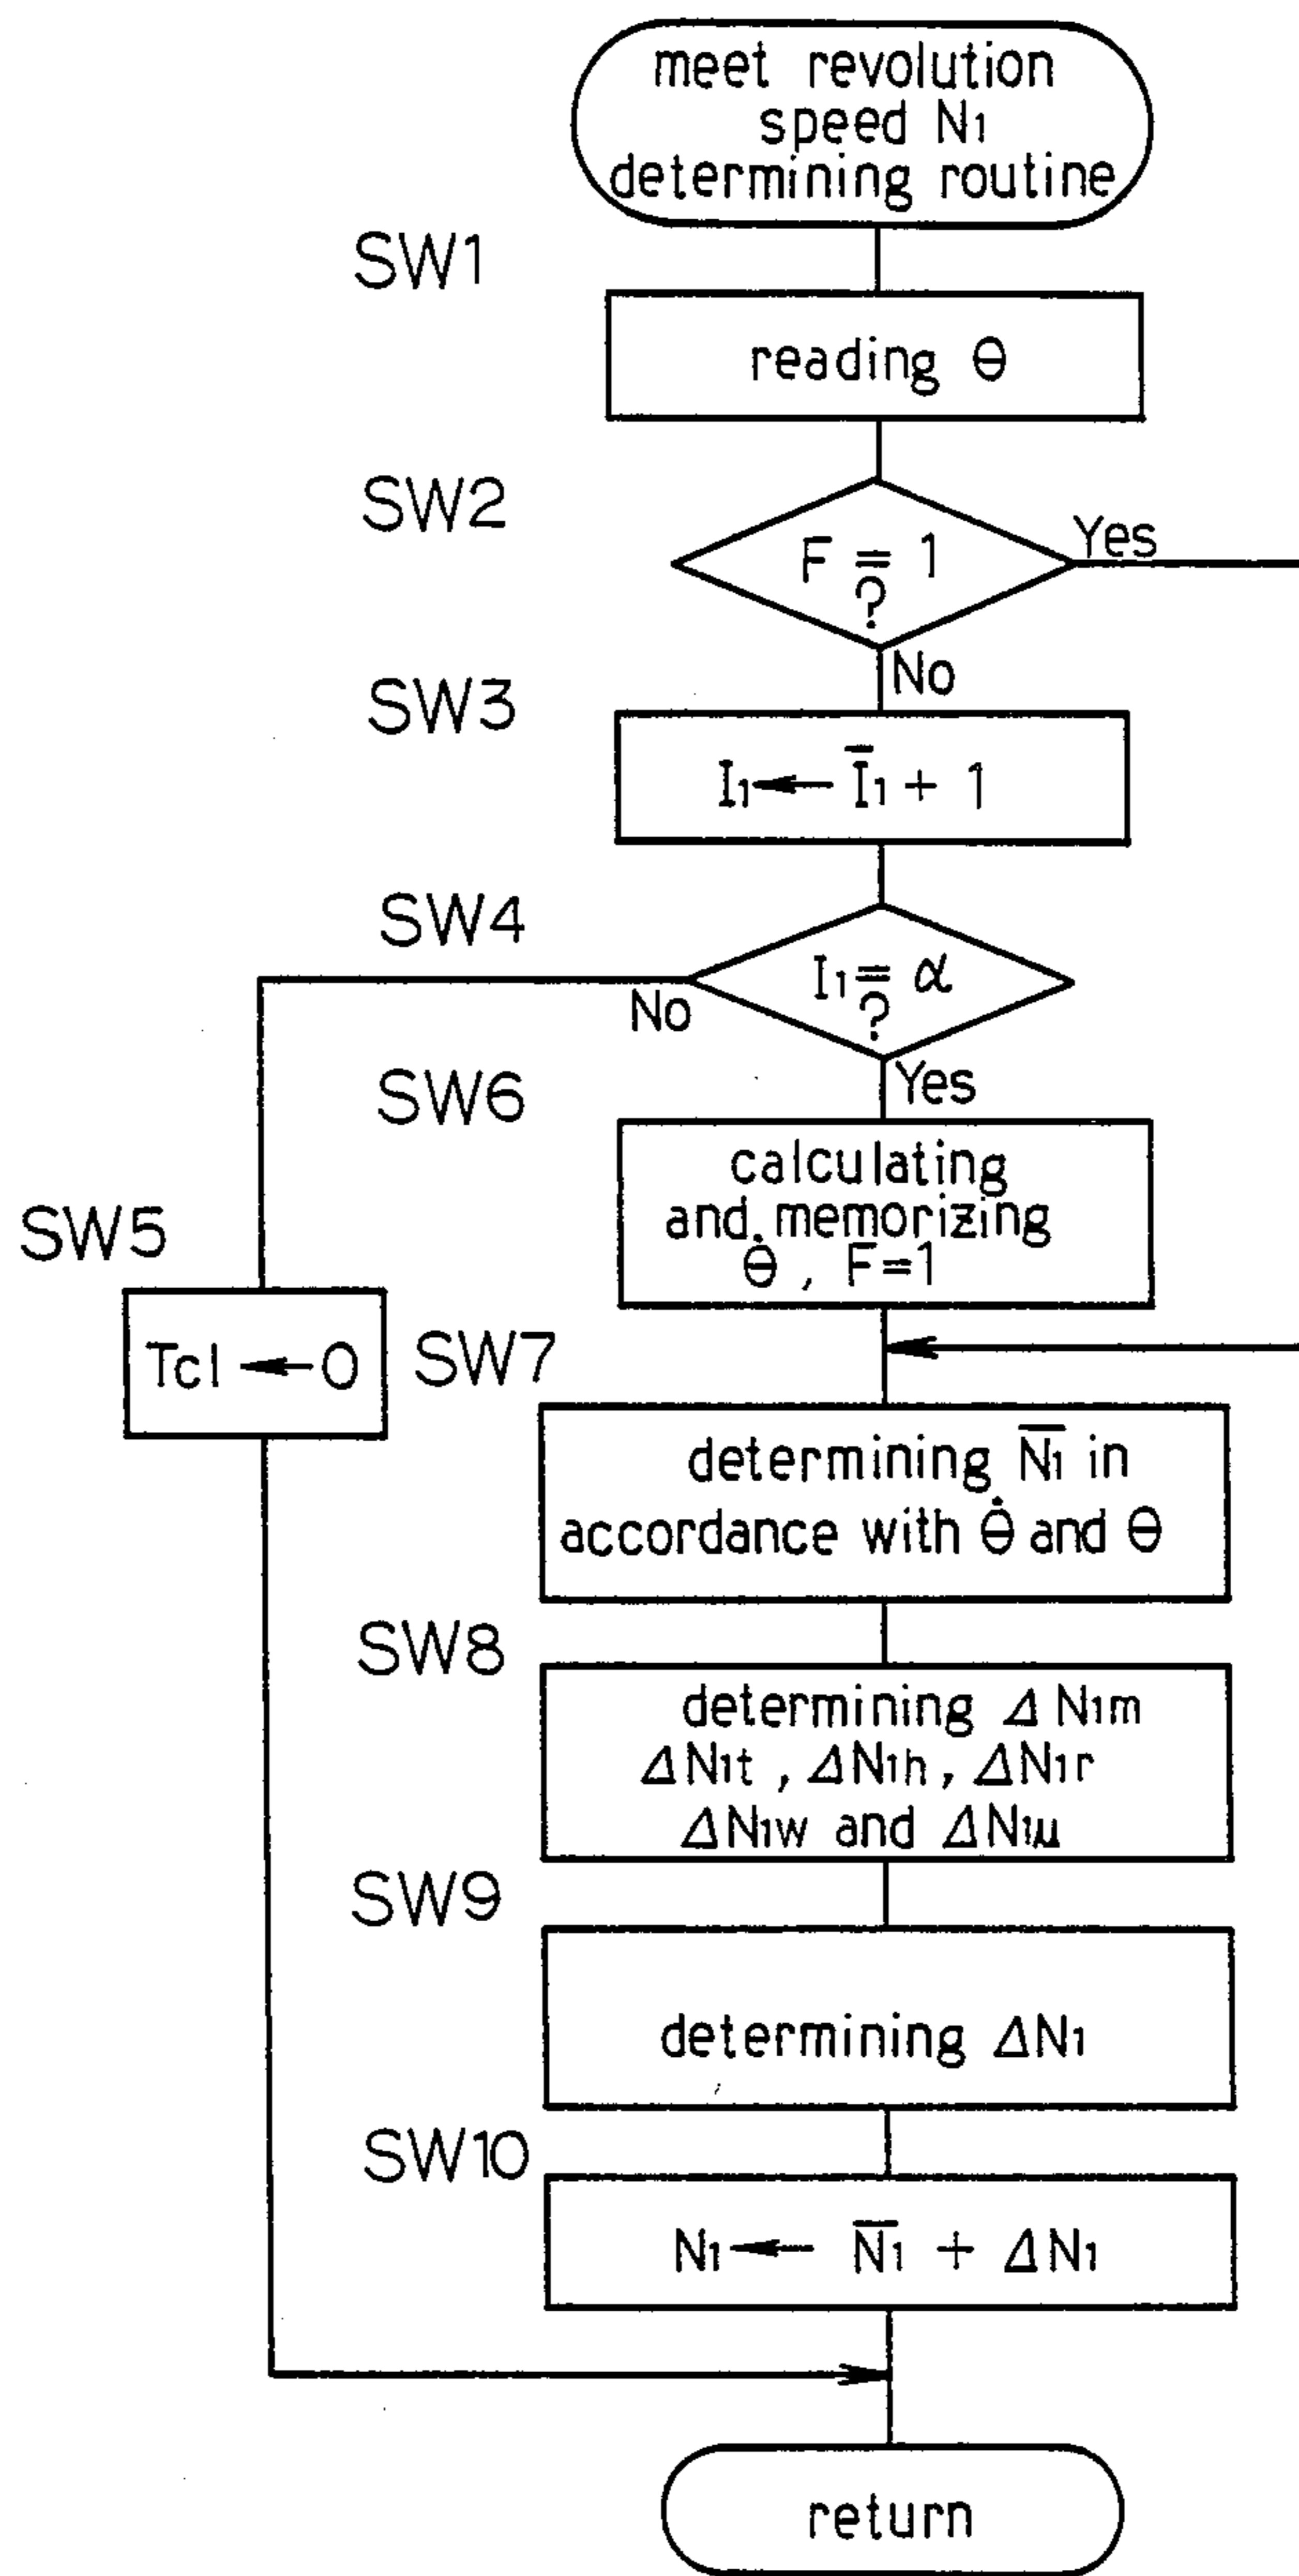 meet revolution
speed N₁
determining routine
SW1
reading Θ
SW2
F = 1
?
Yes
No
SW3
I₁ ← I̅₁ + 1
SW4
I₁ = α
?
No
Yes
SW6
calculating
and memorizing
Θ̇ , F=1
SW5
Tcl ← 0
SW7
determining N̅₁ in
accordance with Θ̇ and Θ
SW8
determining ΔN₁m
ΔN₁t , ΔN₁h , ΔN₁r
ΔN₁w and ΔN₁μ
SW9
determining ΔN₁
SW10
N₁ ← N̅₁ + ΔN₁
return